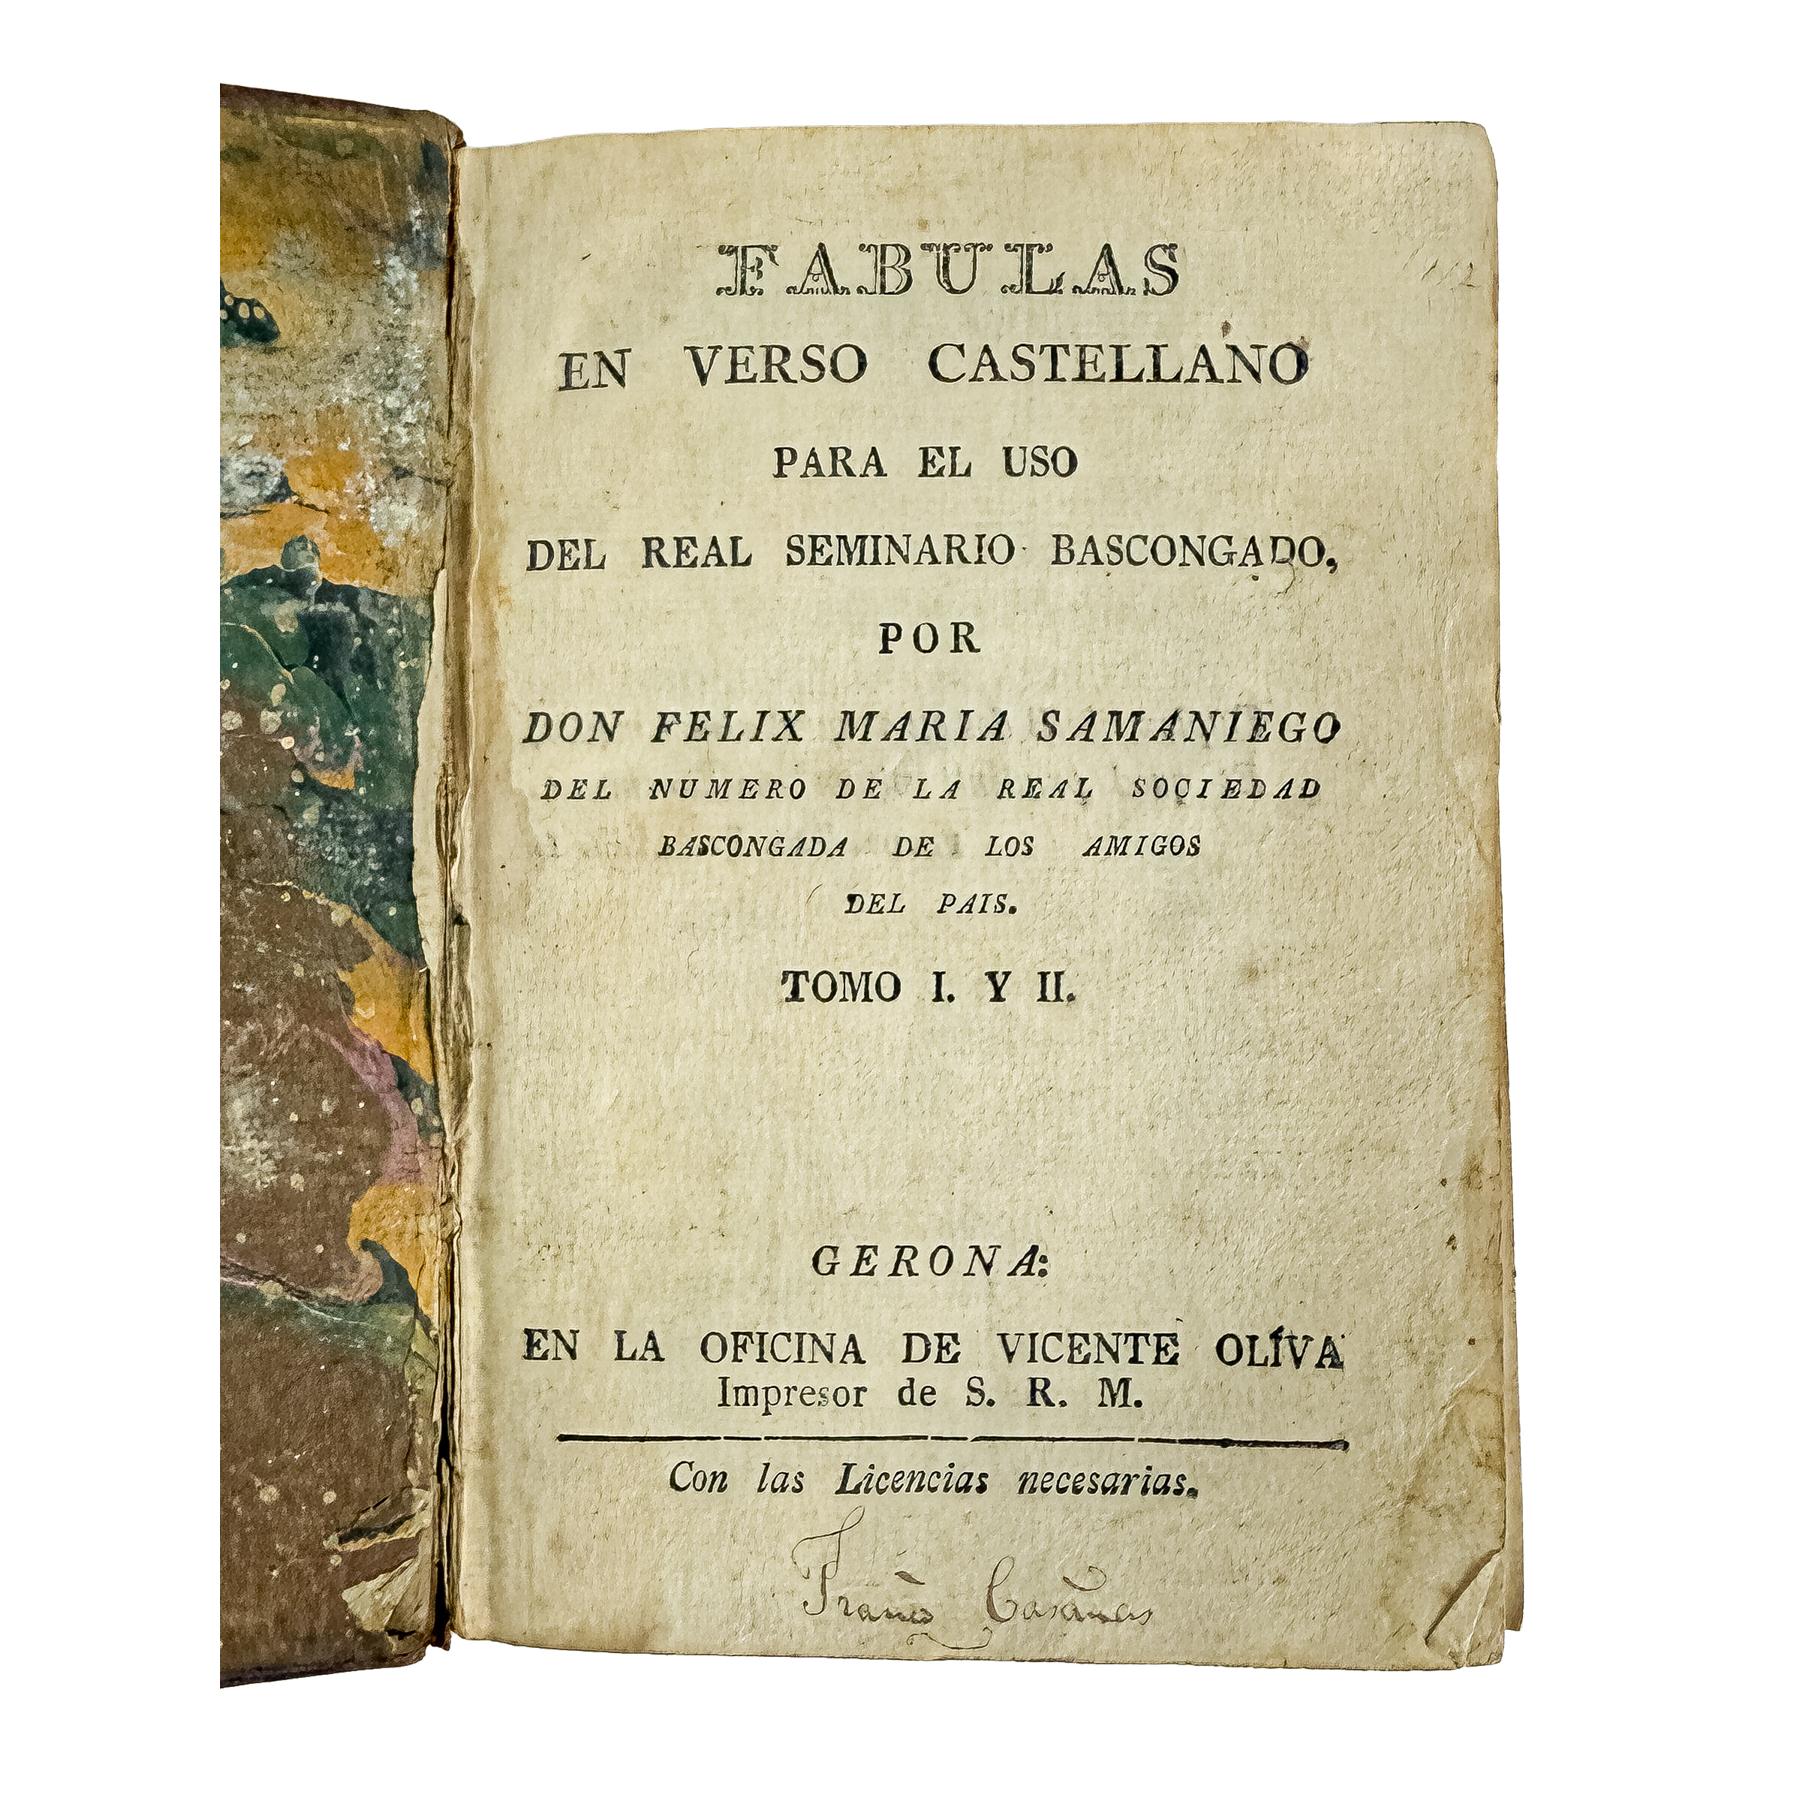 FABULAS
EN VERSO CASTELLANO
PARA EL USO
DEL REAL SEMINARIO BASCONGADO,
POR
DON FELIX MARIA SAMANIEGO
DEL NUMERO DE LA REAL SOCIEDAD
BASCONGADA DE LOS AMIGOS
DEL PAIS.
TOMO I. Y II.
GERONA:
EN LA OFICINA DE VICENTE OLIVA
Impresor de S. R. M.
Con las Licencias necesarias.